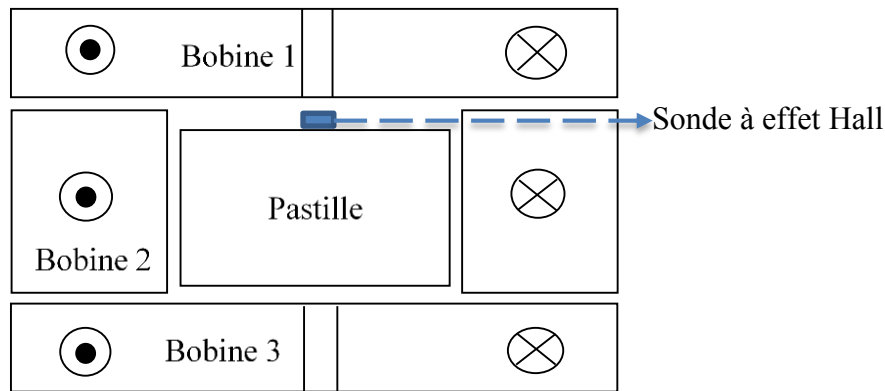 Bobine 1
Sonde à effet Hall
Pastille
Bobine 2
Bobine 3